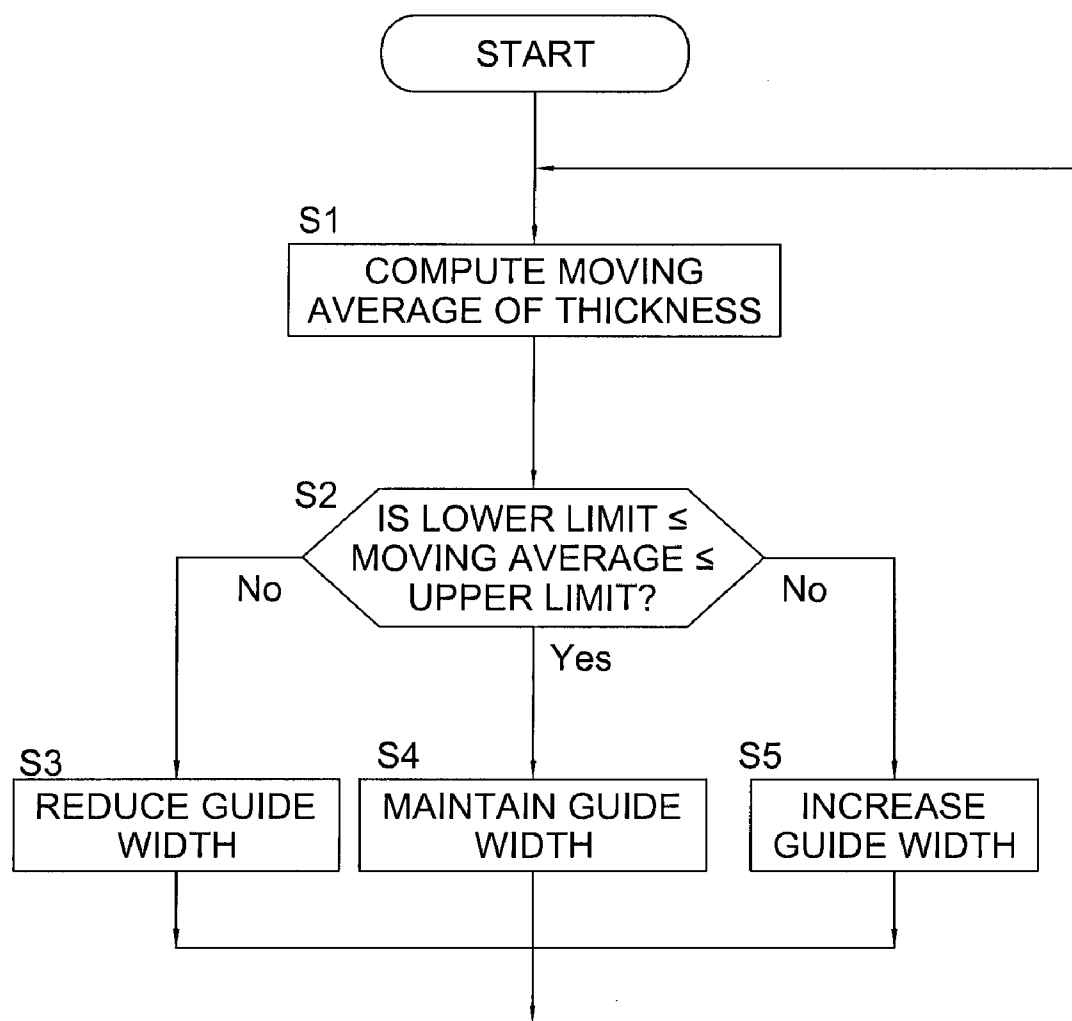 START
S1
COMPUTE MOVING
AVERAGE OF THICKNESS
S2
IS LOWER LIMIT ≤
MOVING AVERAGE ≤
UPPER LIMIT?
No
No
Yes
S3
REDUCE GUIDE
WIDTH
S4
MAINTAIN GUIDE
WIDTH
S5
INCREASE
GUIDE WIDTH